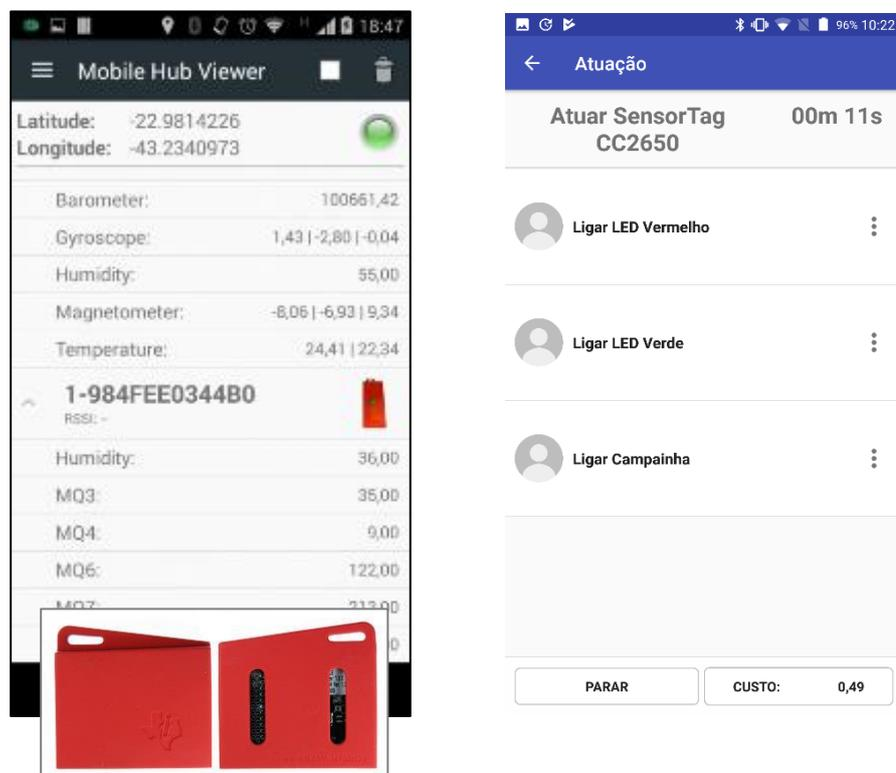 18:47
Mobile Hub Viewer
Latitude: -22.9814226
Longitude: -43.2340973
Barometer: 100661,42
Gyroscope: 1,43 | -2,80 | -0,04
Humidity: 55,00
Magnetometer: -8,06 | -6,93 | 9,34
Temperature: 24,41 | 22,34
1-984FEE0344B0
RSSI: -
Humidity: 36,00
MQ3: 35,00
MQ4: 9,00
MQ6: 122,00
MQ7: 213,00
96% 10:22
Atuação
Atuar SensorTag 00m 11s
CC2650
Ligar LED Vermelho
Ligar LED Verde
Ligar Campainha
PARAR CUSTO: 0,49